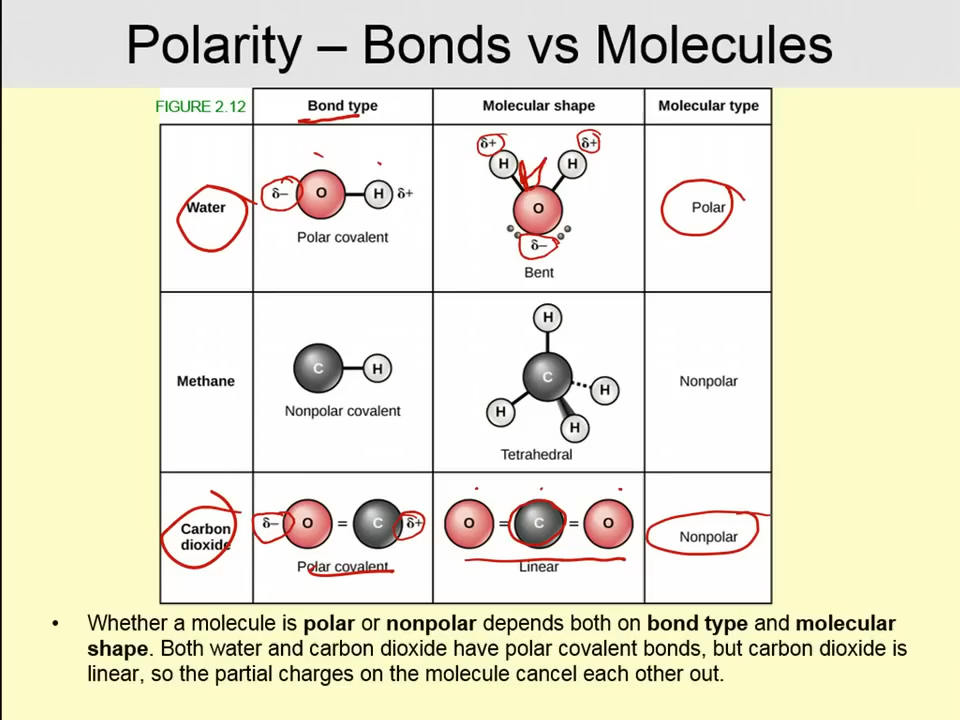 Polarity – Bonds vs Molecules
FIGURE 2.12
Bond type
Molecular shape
Molecular type
Water
δ– O H δ+
Polar covalent
δ+ δ+
H H
O
δ–
Bent
Polar
Methane
C H
Nonpolar covalent
H
C
H
H
H
Tetrahedral
Nonpolar
Carbon
dioxide
δ– O = C δ+
Polar covalent
O = C = O
Linear
Nonpolar
• Whether a molecule is polar or nonpolar depends both on bond type and molecular
shape. Both water and carbon dioxide have polar covalent bonds, but carbon dioxide is
linear, so the partial charges on the molecule cancel each other out.